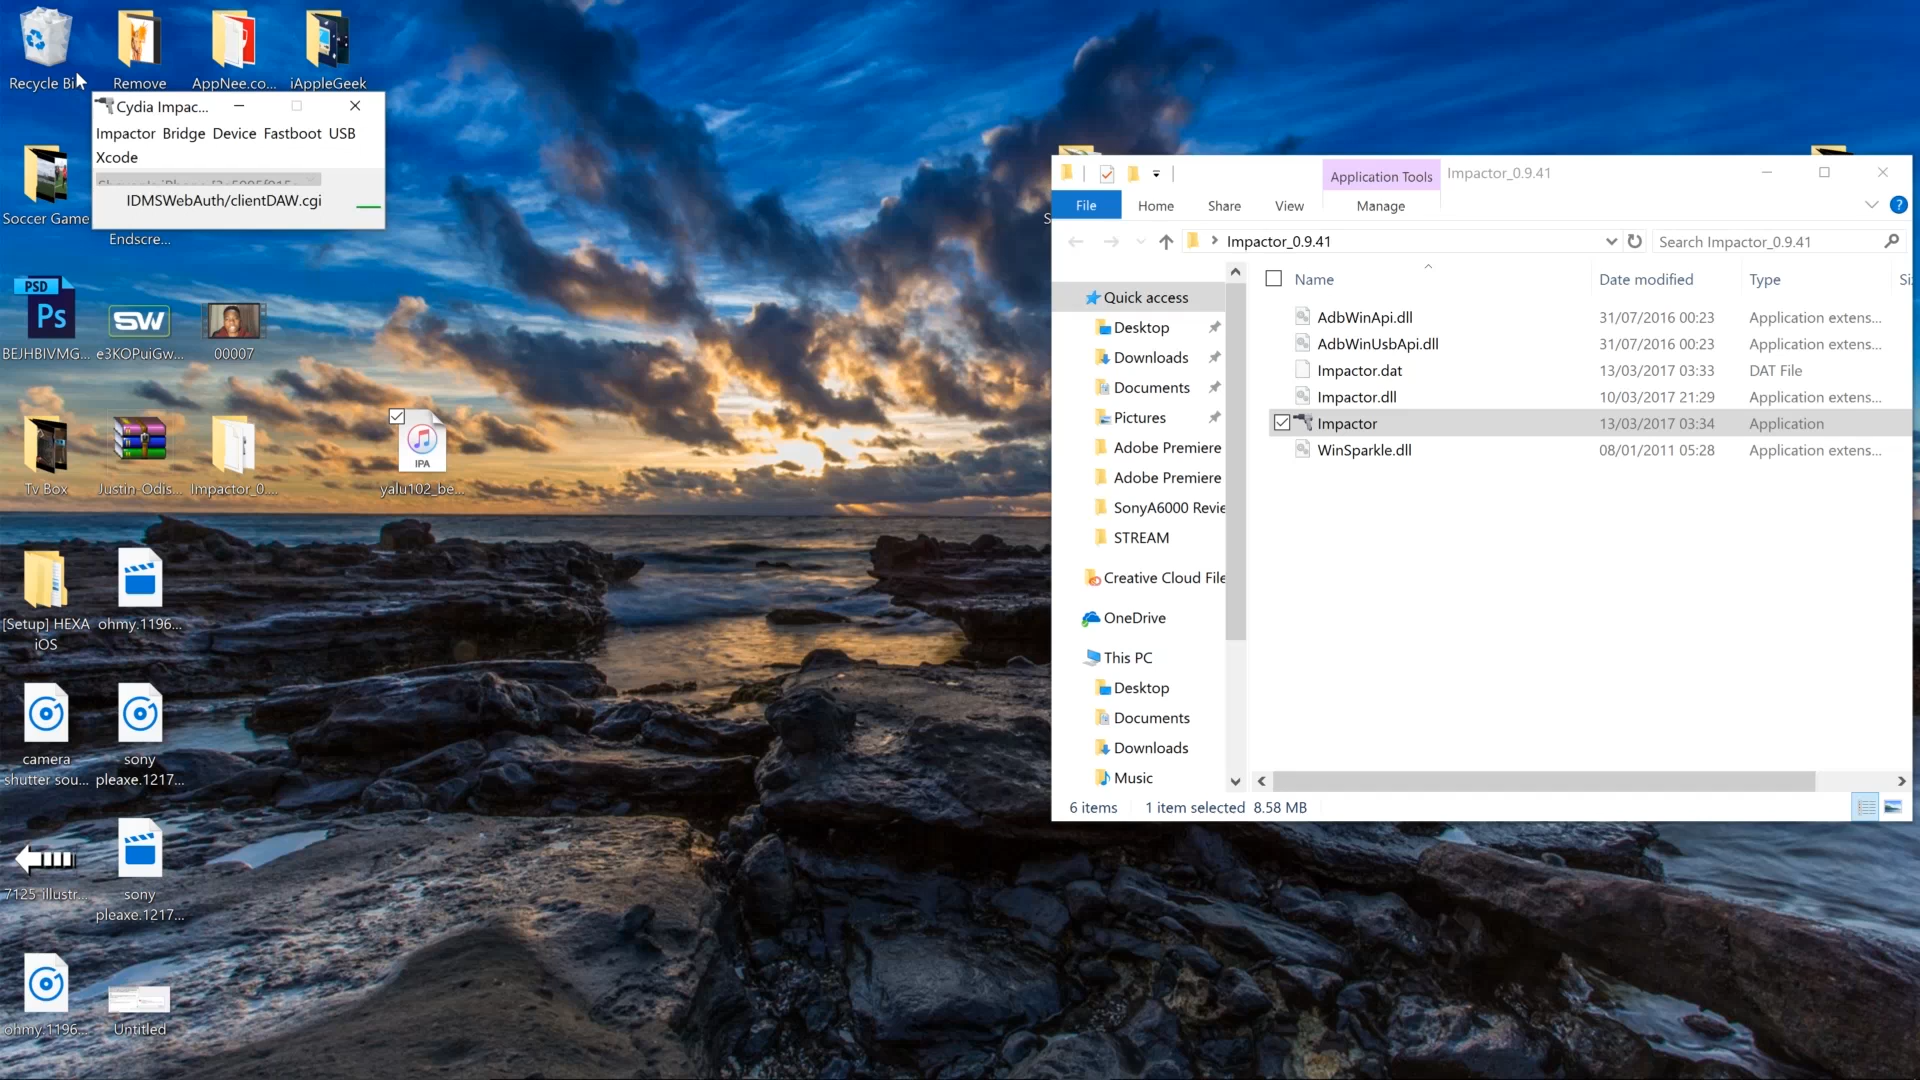 Recycle Bin
Remove
AppNee.co...
iAppleGeek
Cydia Impac...
Impactor Bridge Device Fastboot USB
Xcode
IDMSWebAuth/clientDAW.cgi
Soccer Game
Endscre...
PSD
Ps
BEJHBIVMG...
SW
e3KOPuiGw...
00007
Tv Box
Justin-Odis...
Impactor_0....
IPA
yalu102_be...
[Setup] HEXA
iOS
ohmy.1196...
camera
shutter sou...
sony
pleaxe.1217...
7125-illustr...
sony
pleaxe.1217...
ohmy.1196...
Untitled
Application Tools
Impactor_0.9.41
File
Home
Share
View
Manage
Impactor_0.9.41
Search Impactor_0.9.41
Name
Date modified
Type
Quick access
Desktop
Downloads
Documents
Pictures
Adobe Premiere
Adobe Premiere
SonyA6000 Revie
STREAM
Creative Cloud File
OneDrive
This PC
Desktop
Documents
Downloads
Music
AdbWinApi.dll 31/07/2016 00:23 Application extens...
AdbWinUsbApi.dll 31/07/2016 00:23 Application extens...
Impactor.dat 13/03/2017 03:33 DAT File
Impactor.dll 10/03/2017 21:29 Application extens...
Impactor 13/03/2017 03:34 Application
WinSparkle.dll 08/01/2011 05:28 Application extens...
6 items 1 item selected 8.58 MB